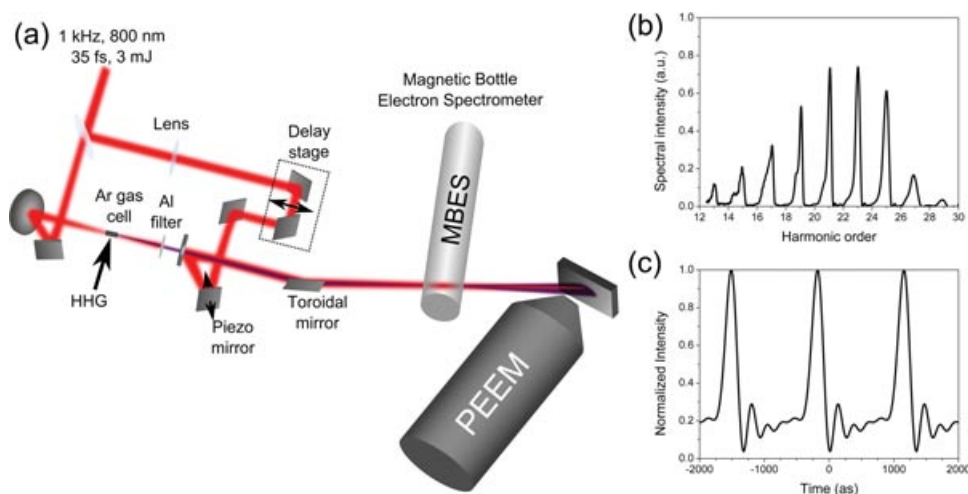 (a)
1 kHz, 800 nm
35 fs, 3 mJ
Lens
Delay
stage
Magnetic Bottle
Electron Spectrometer
Ar gas
cell
Al
filter
HHG
Piezo
mirror
Toroidal
mirror
MBES
PEEM
(b)
Spectral intensity (a.u.)
1.0
0.8
0.6
0.4
0.2
0.0
12 14 16 18 20 22 24 26 28 30
Harmonic order
(c)
Normalized Intensity
1.0
0.8
0.6
0.4
0.2
0.0
-2000 -1000 0 1000 2000
Time (as)